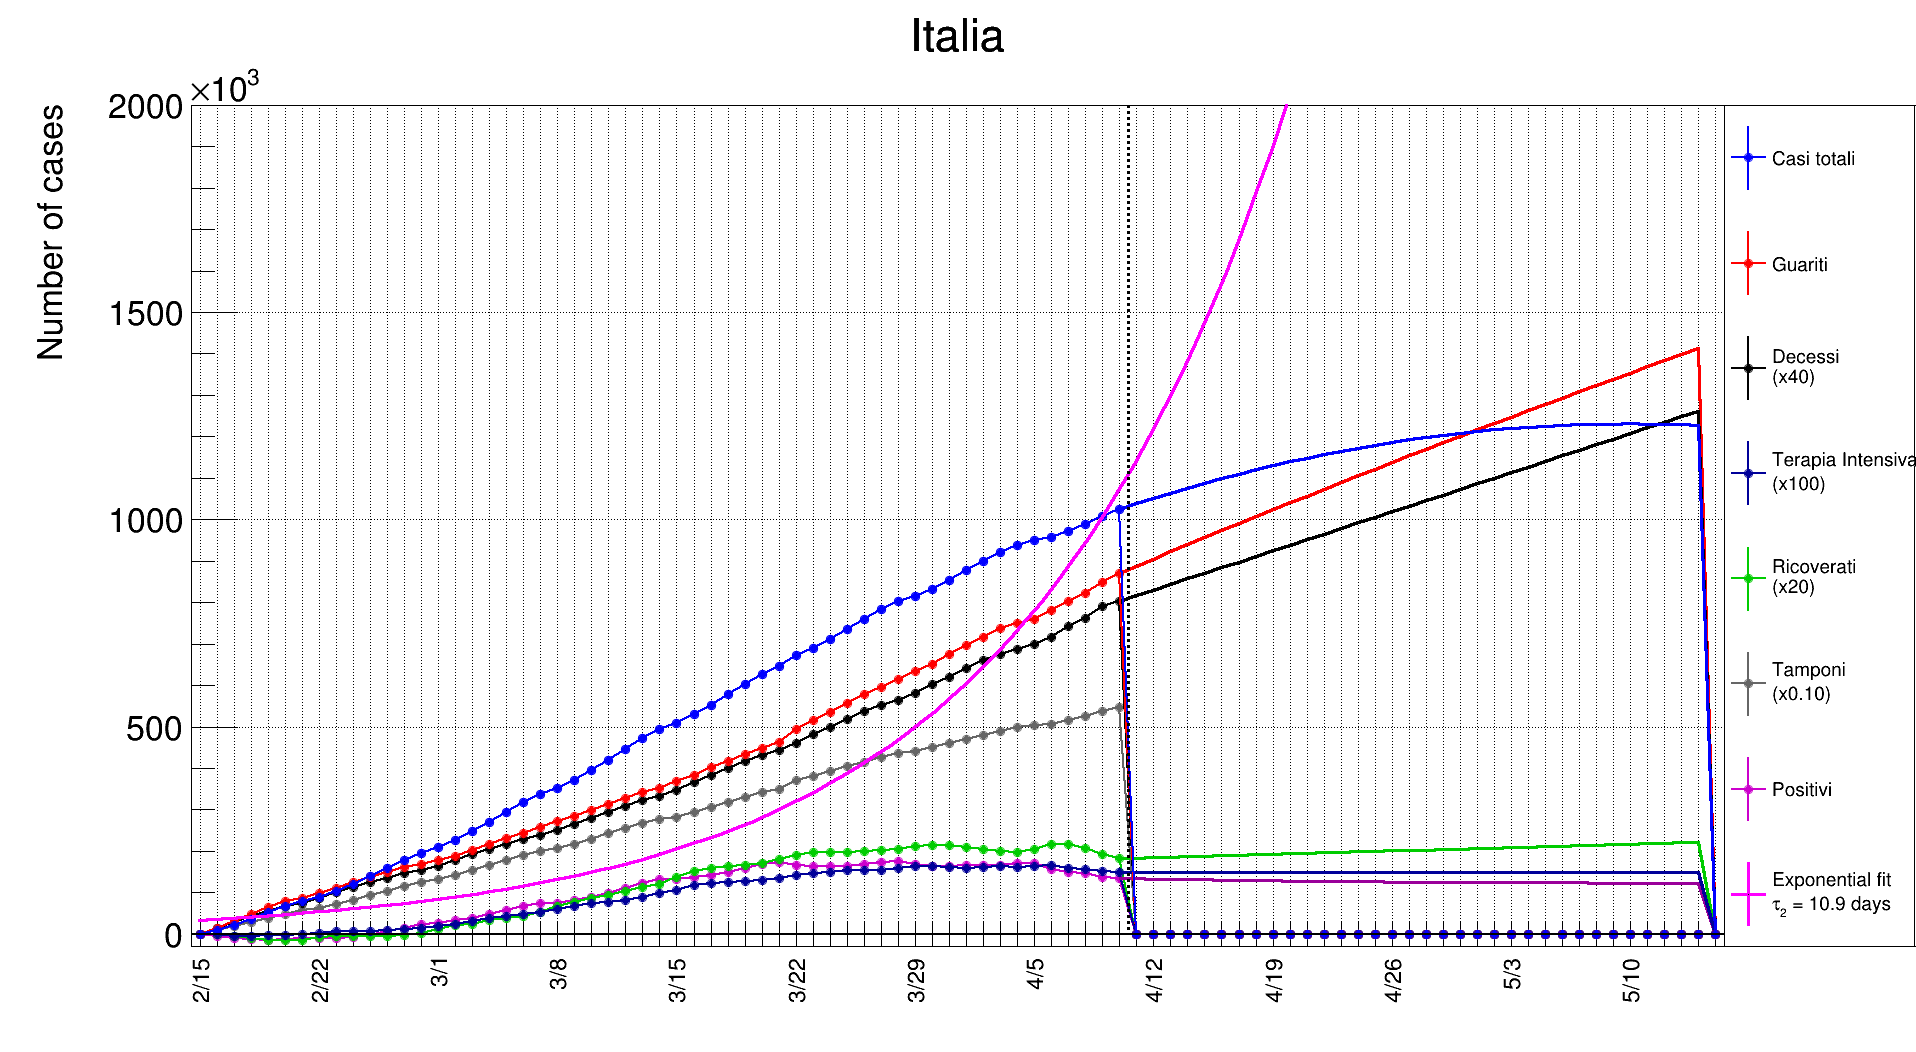 Italia
×10³
Number of cases
2000
1500
1000
500
0
2/15
2/22
3/1
3/8
3/15
3/22
3/29
4/5
4/12
4/19
4/26
5/3
5/10
Casi totali
Guariti
Decessi
(x40)
Terapia Intensiva
(x100)
Ricoverati
(x20)
Tamponi
(x0.10)
Positivi
Exponential fit
τ₂ = 10.9 days